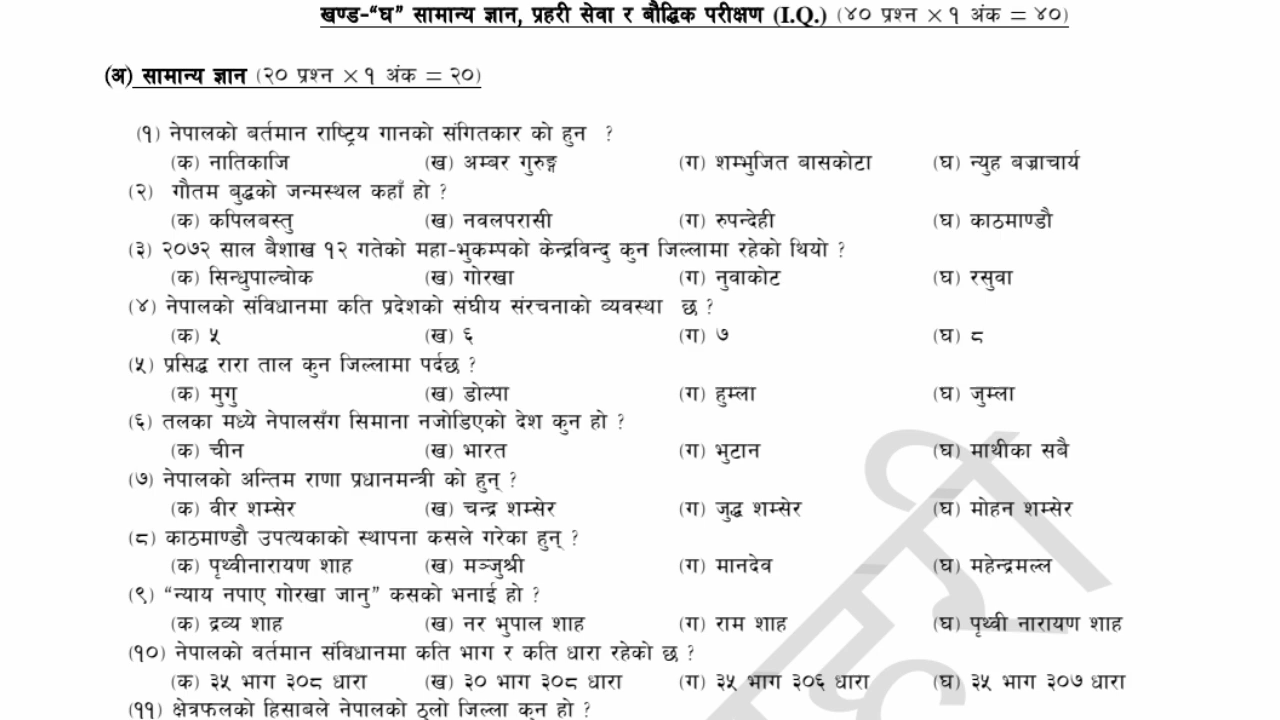 खण्ड-“घ” सामान्य ज्ञान, प्रहरी सेवा र बौद्धिक परीक्षण (I.Q.) (४० प्रश्न ×१ अंक = ४०)
(अ) सामान्य ज्ञान (२० प्रश्न ×१ अंक = २०)
(१) नेपालको बर्तमान राष्ट्रिय गानको संगितकार को हुन ?
(क) नातिकाजि (ख) अम्बर गुरुङ्ग (ग) शम्भुजित बासकोटा (घ) न्युह बज्राचार्य
(२) गौतम बुद्धको जन्मस्थल कहाँ हो ?
(क) कपिलबस्तु (ख) नवलपरासी (ग) रुपन्देही (घ) काठमाण्डौ
(३) २०७२ साल बैशाख १२ गतेको महा-भुकम्पको केन्द्रविन्दु कुन जिल्लामा रहेको थियो ?
(क) सिन्धुपाल्चोक (ख) गोरखा (ग) नुवाकोट (घ) रसुवा
(४) नेपालको संविधानमा कति प्रदेशको संघीय संरचनाको व्यवस्था छ ?
(क) ५ (ख) ६ (ग) ७ (घ) ८
(५) प्रसिद्ध रारा ताल कुन जिल्लामा पर्दछ ?
(क) मुगु (ख) डोल्पा (ग) हुम्ला (घ) जुम्ला
(६) तलका मध्ये नेपालसँग सिमाना नजोडिएको देश कुन हो ?
(क) चीन (ख) भारत (ग) भुटान (घ) माथीका सबै
(७) नेपालको अन्तिम राणा प्रधानमन्त्री को हुन् ?
(क) वीर शम्सेर (ख) चन्द्र शम्सेर (ग) जुद्ध शम्सेर (घ) मोहन शम्सेर
(८) काठमाण्डौ उपत्यकाको स्थापना कसले गरेका हुन् ?
(क) पृथ्वीनारायण शाह (ख) मञ्जुश्री (ग) मानदेव (घ) महेन्द्रमल्ल
(९) “न्याय नपाए गोरखा जानु” कसको भनाई हो ?
(क) द्रव्य शाह (ख) नर भुपाल शाह (ग) राम शाह (घ) पृथ्वी नारायण शाह
(१०) नेपालको वर्तमान संविधानमा कति भाग र कति धारा रहेको छ ?
(क) ३५ भाग ३०८ धारा (ख) ३० भाग ३०८ धारा (ग) ३५ भाग ३०६ धारा (घ) ३५ भाग ३०७ धारा
(११) क्षेत्रफलको हिसाबले नेपालको ठुलो जिल्ला कुन हो ?